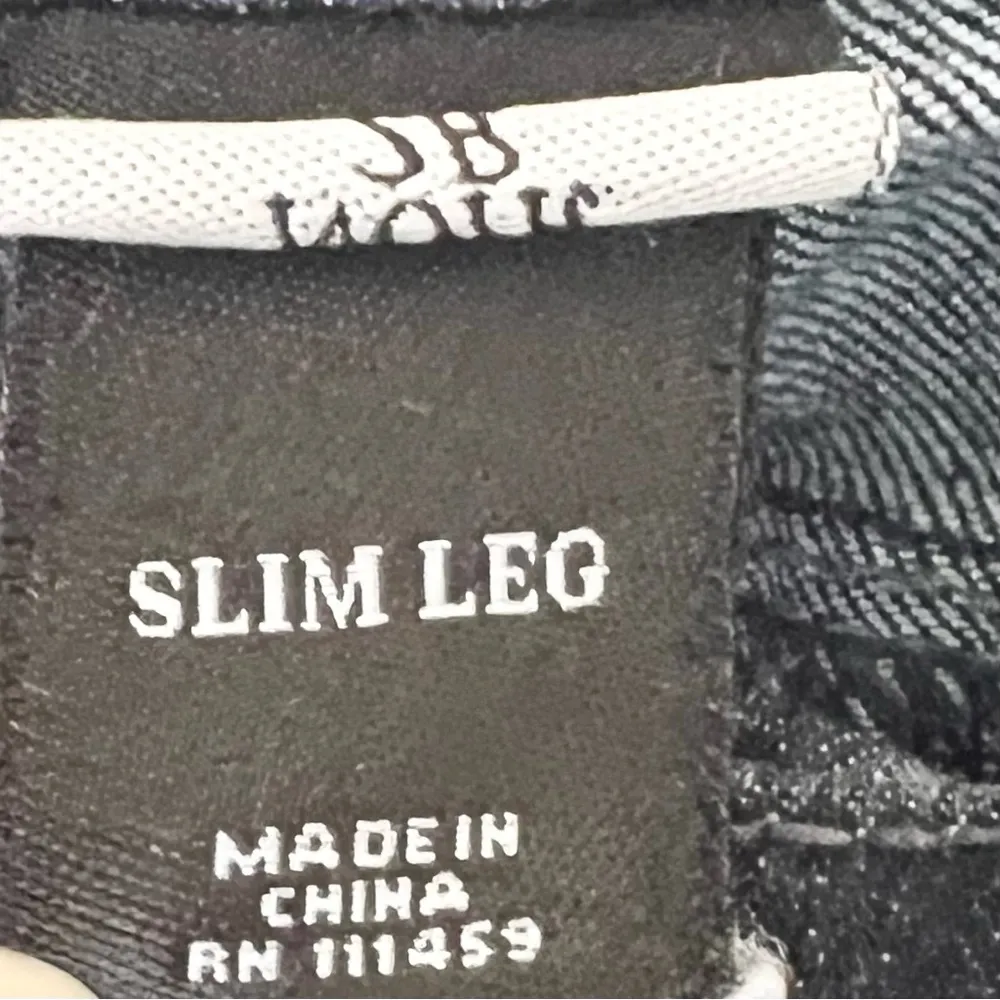 SLIM LEG
MADE IN
CHINA
RN 111459